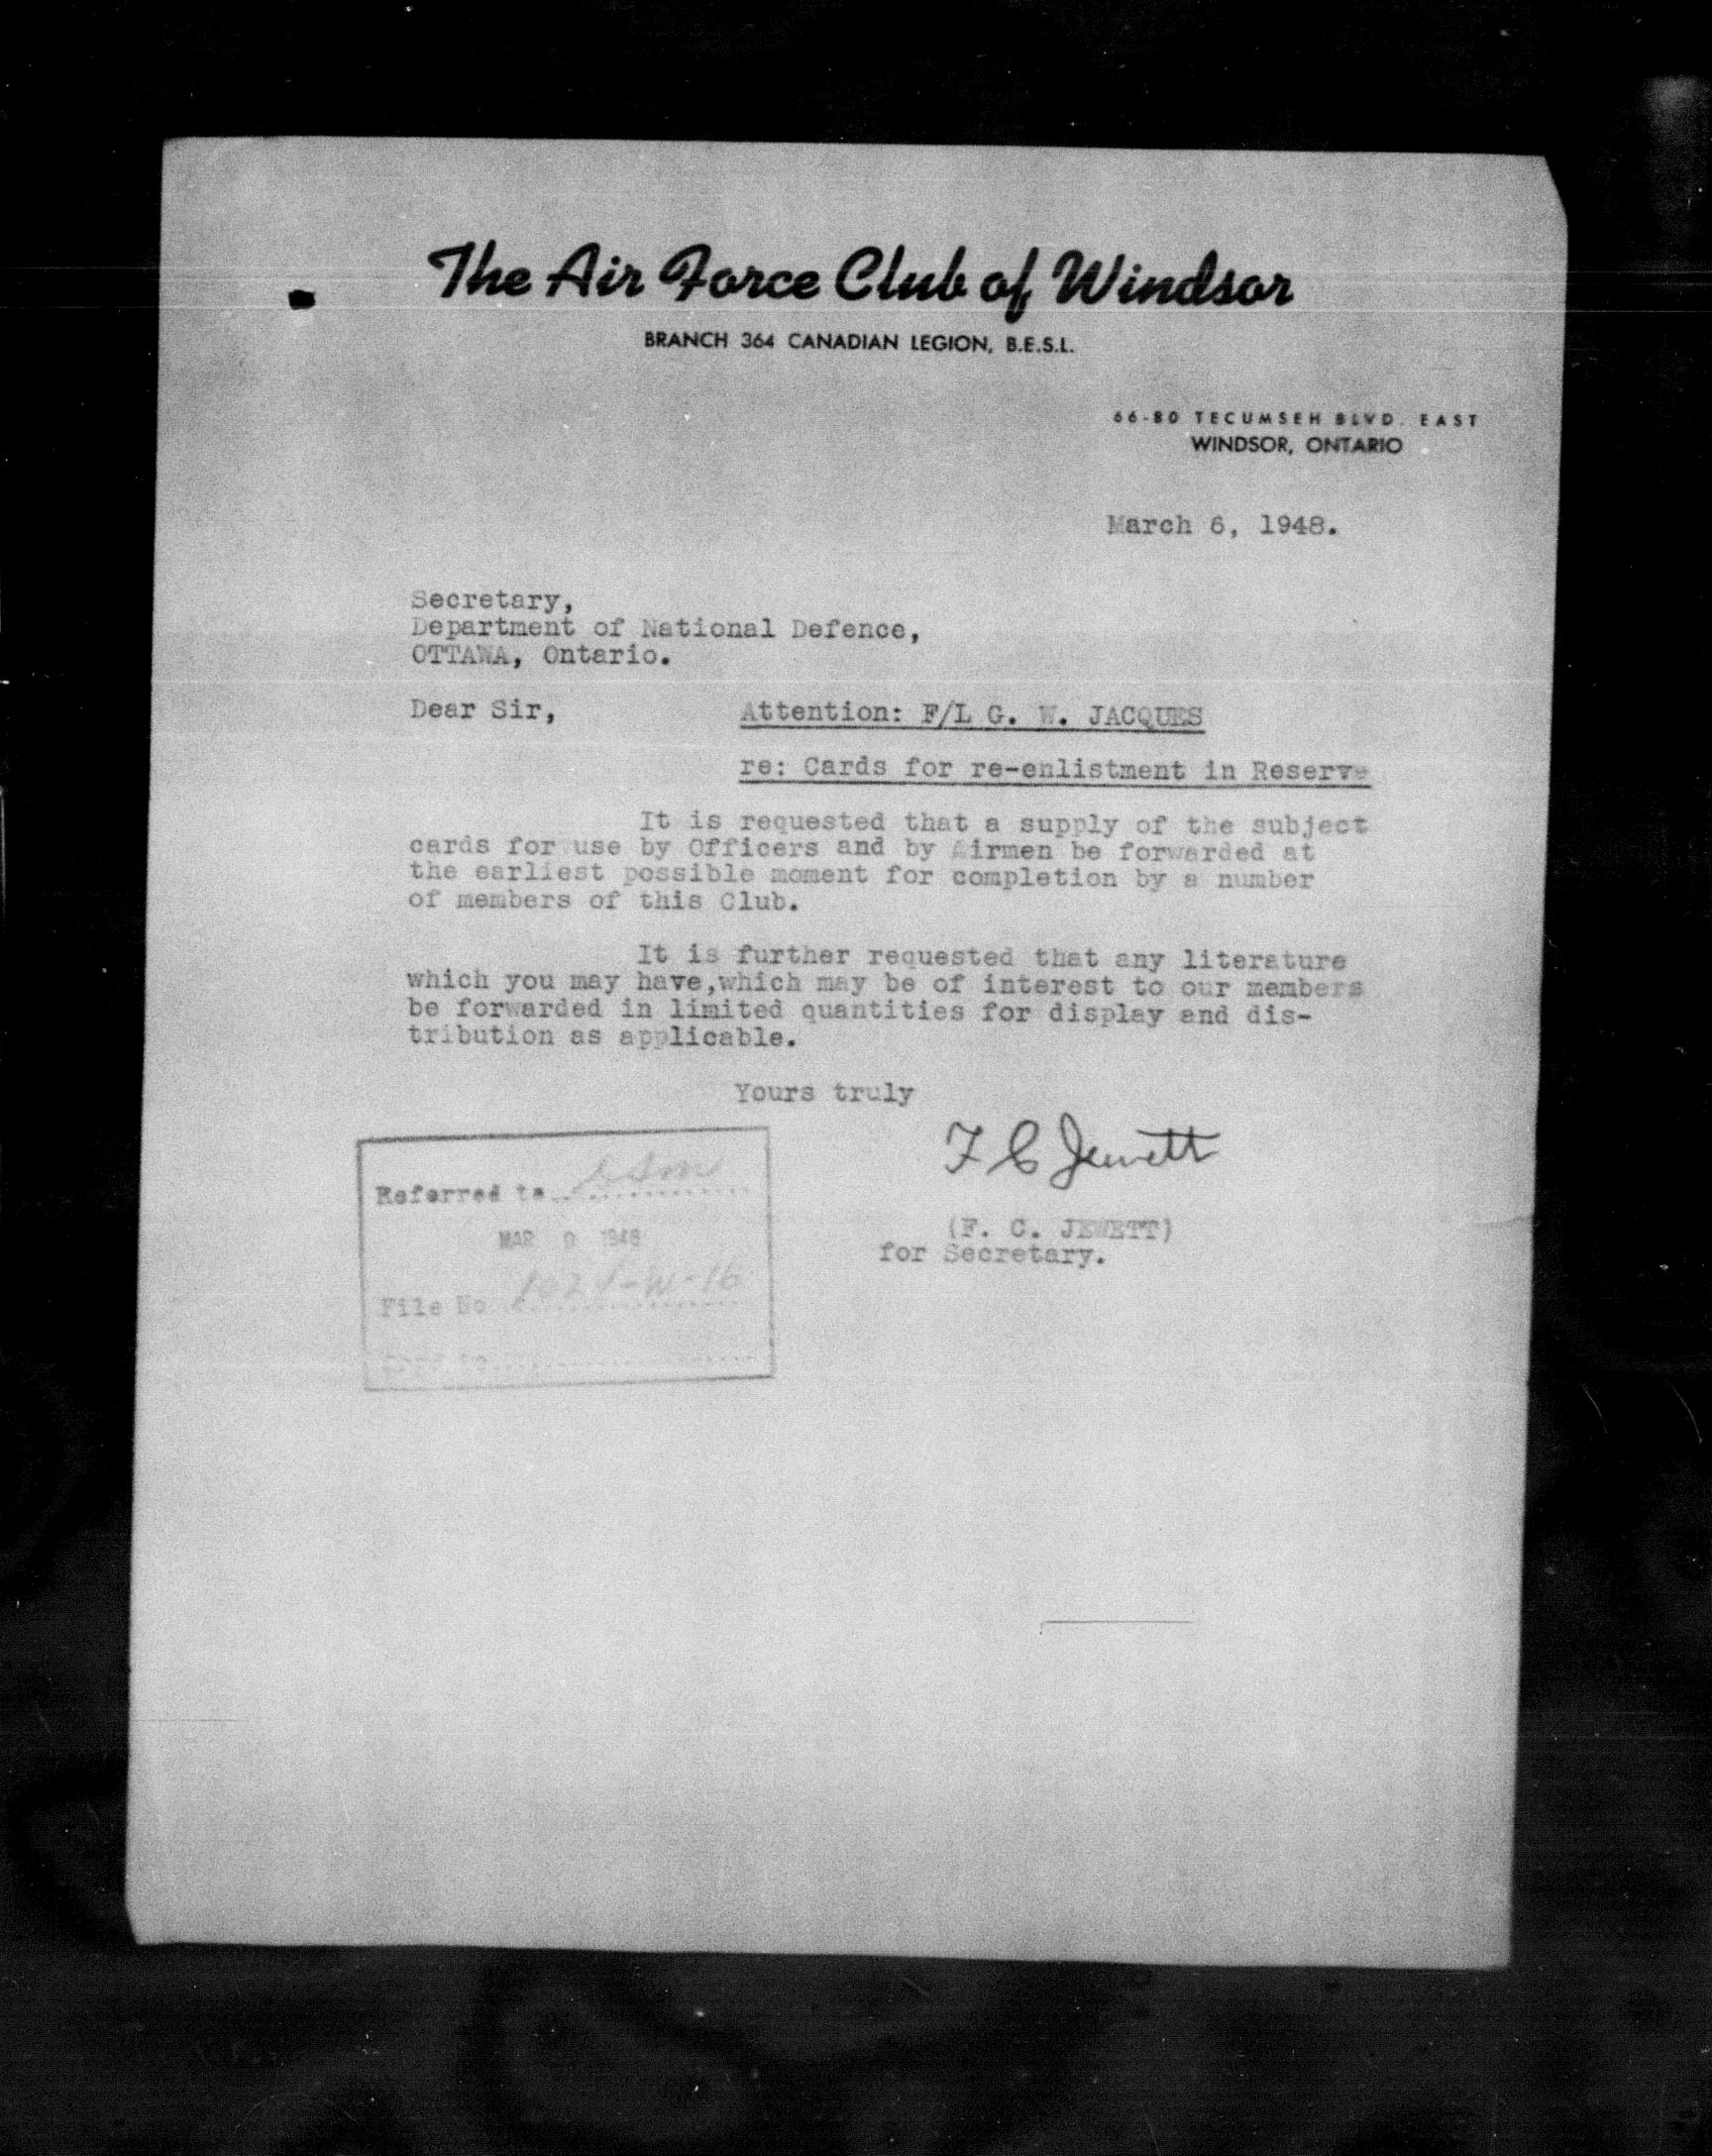 The Air Force Club of Windsor
BRANCH 364 CANADIAN LEGION, B.E.S.L.
66-80 TECUMSEH BLVD. EAST
WINDSOR, ONTARIO
March 6, 1948.
Secretary,
Department of National Defence,
OTTAWA, Ontario.
Dear Sir,
Attention: F/L G. W. JACQUES
re: Cards for re-enlistment in Reserve
It is requested that a supply of the subject
cards for use by Officers and by Airmen be forwarded at
the earliest possible moment for completion by a number
of members of this Club.
It is further requested that any literature
which you may have,which may be of interest to our members
be forwarded in limited quantities for display and dis-
tribution as applicable.
Yours truly
F C Jewett
(F. C. JEWETT)
for Secretary.
Referred to
MAR 9 1948
File No 1024-W-16